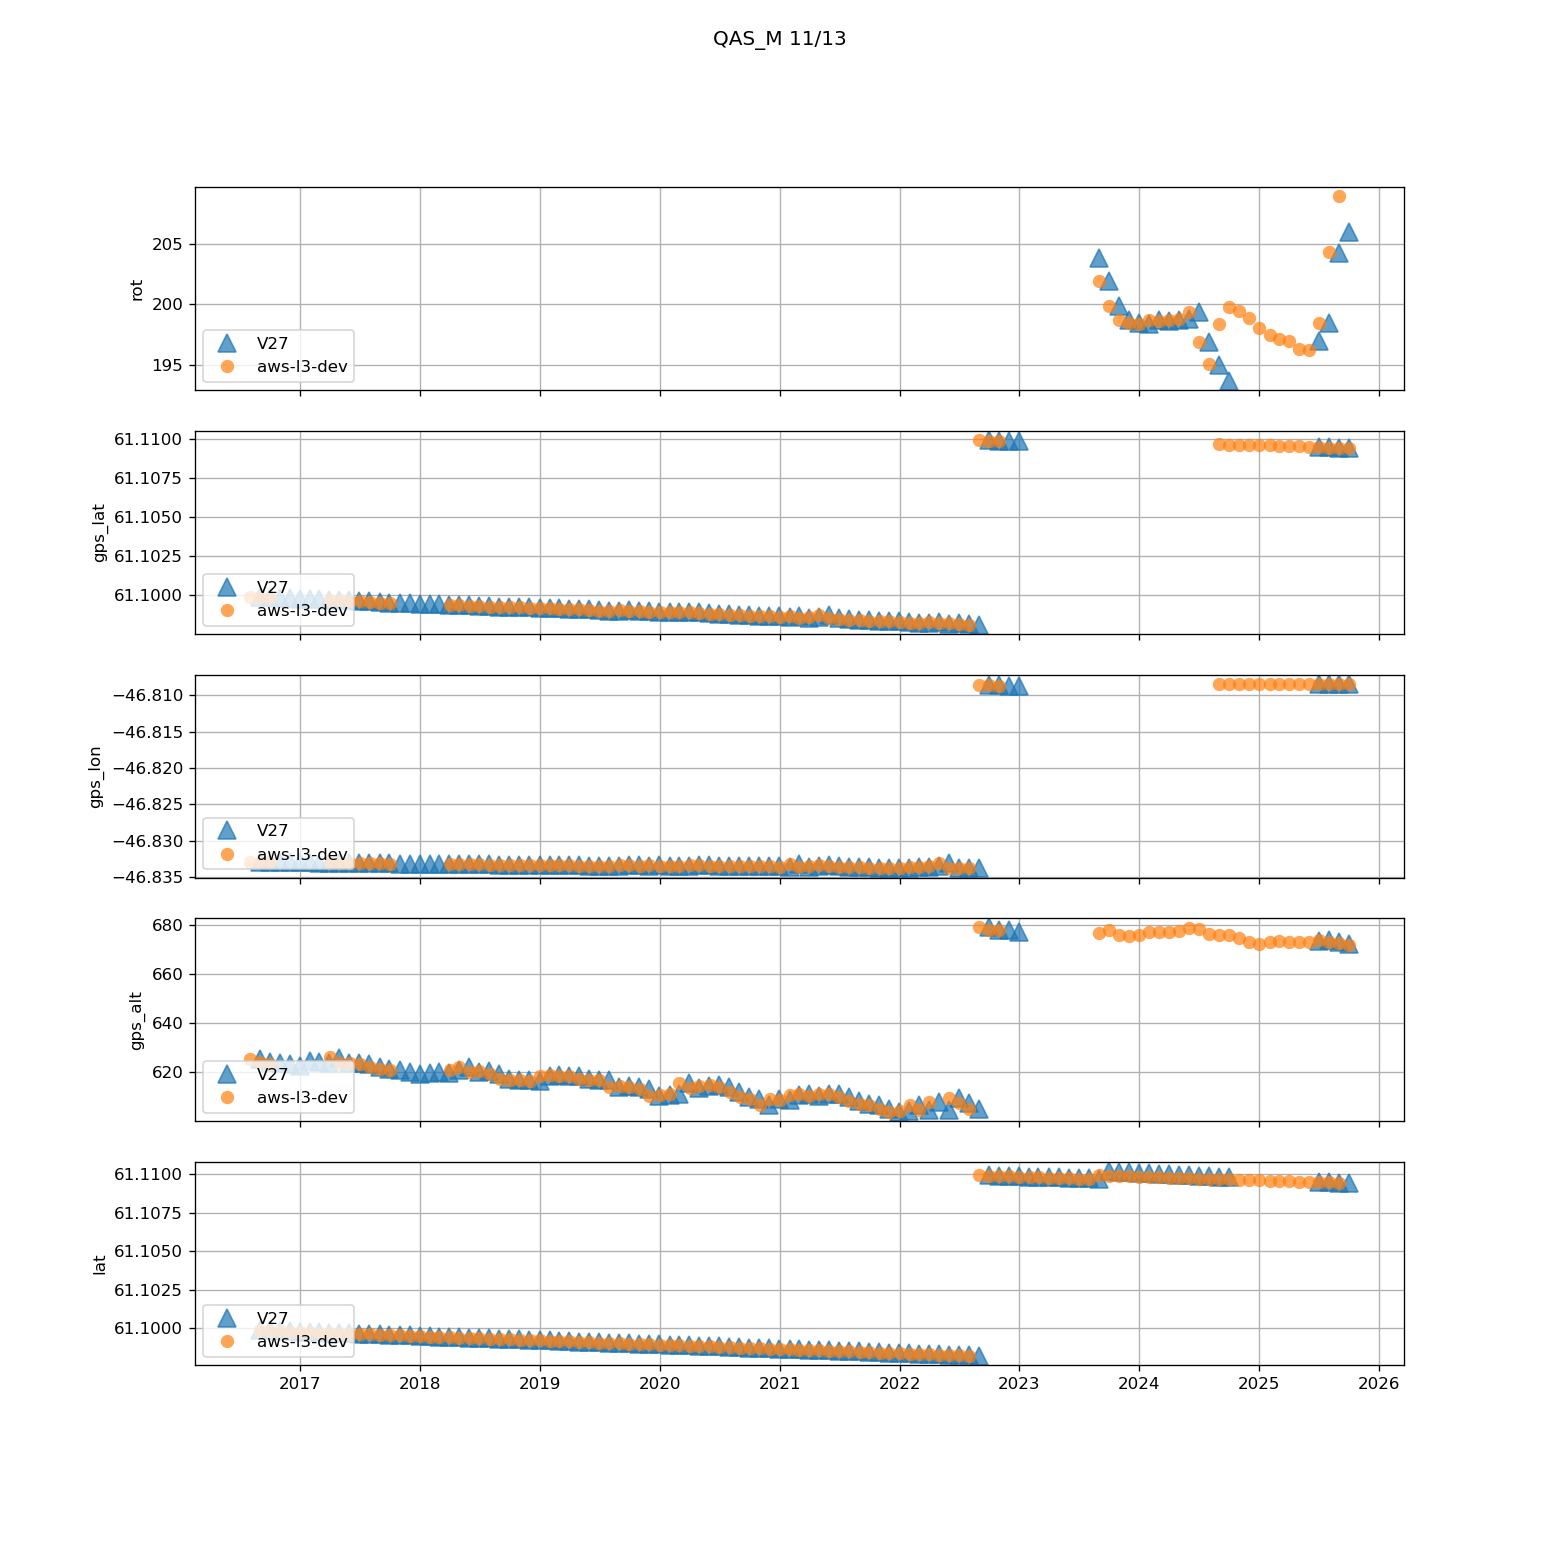 QAS_M 11/13
205
200
195
rot
V27
aws-l3-dev
61.1100
61.1075
61.1050
61.1025
61.1000
gps_lat
V27
aws-l3-dev
−46.810
−46.815
−46.820
−46.825
−46.830
−46.835
gps_lon
V27
aws-l3-dev
680
660
640
620
gps_alt
V27
aws-l3-dev
61.1100
61.1075
61.1050
61.1025
61.1000
lat
V27
aws-l3-dev
2017 2018 2019 2020 2021 2022 2023 2024 2025 2026